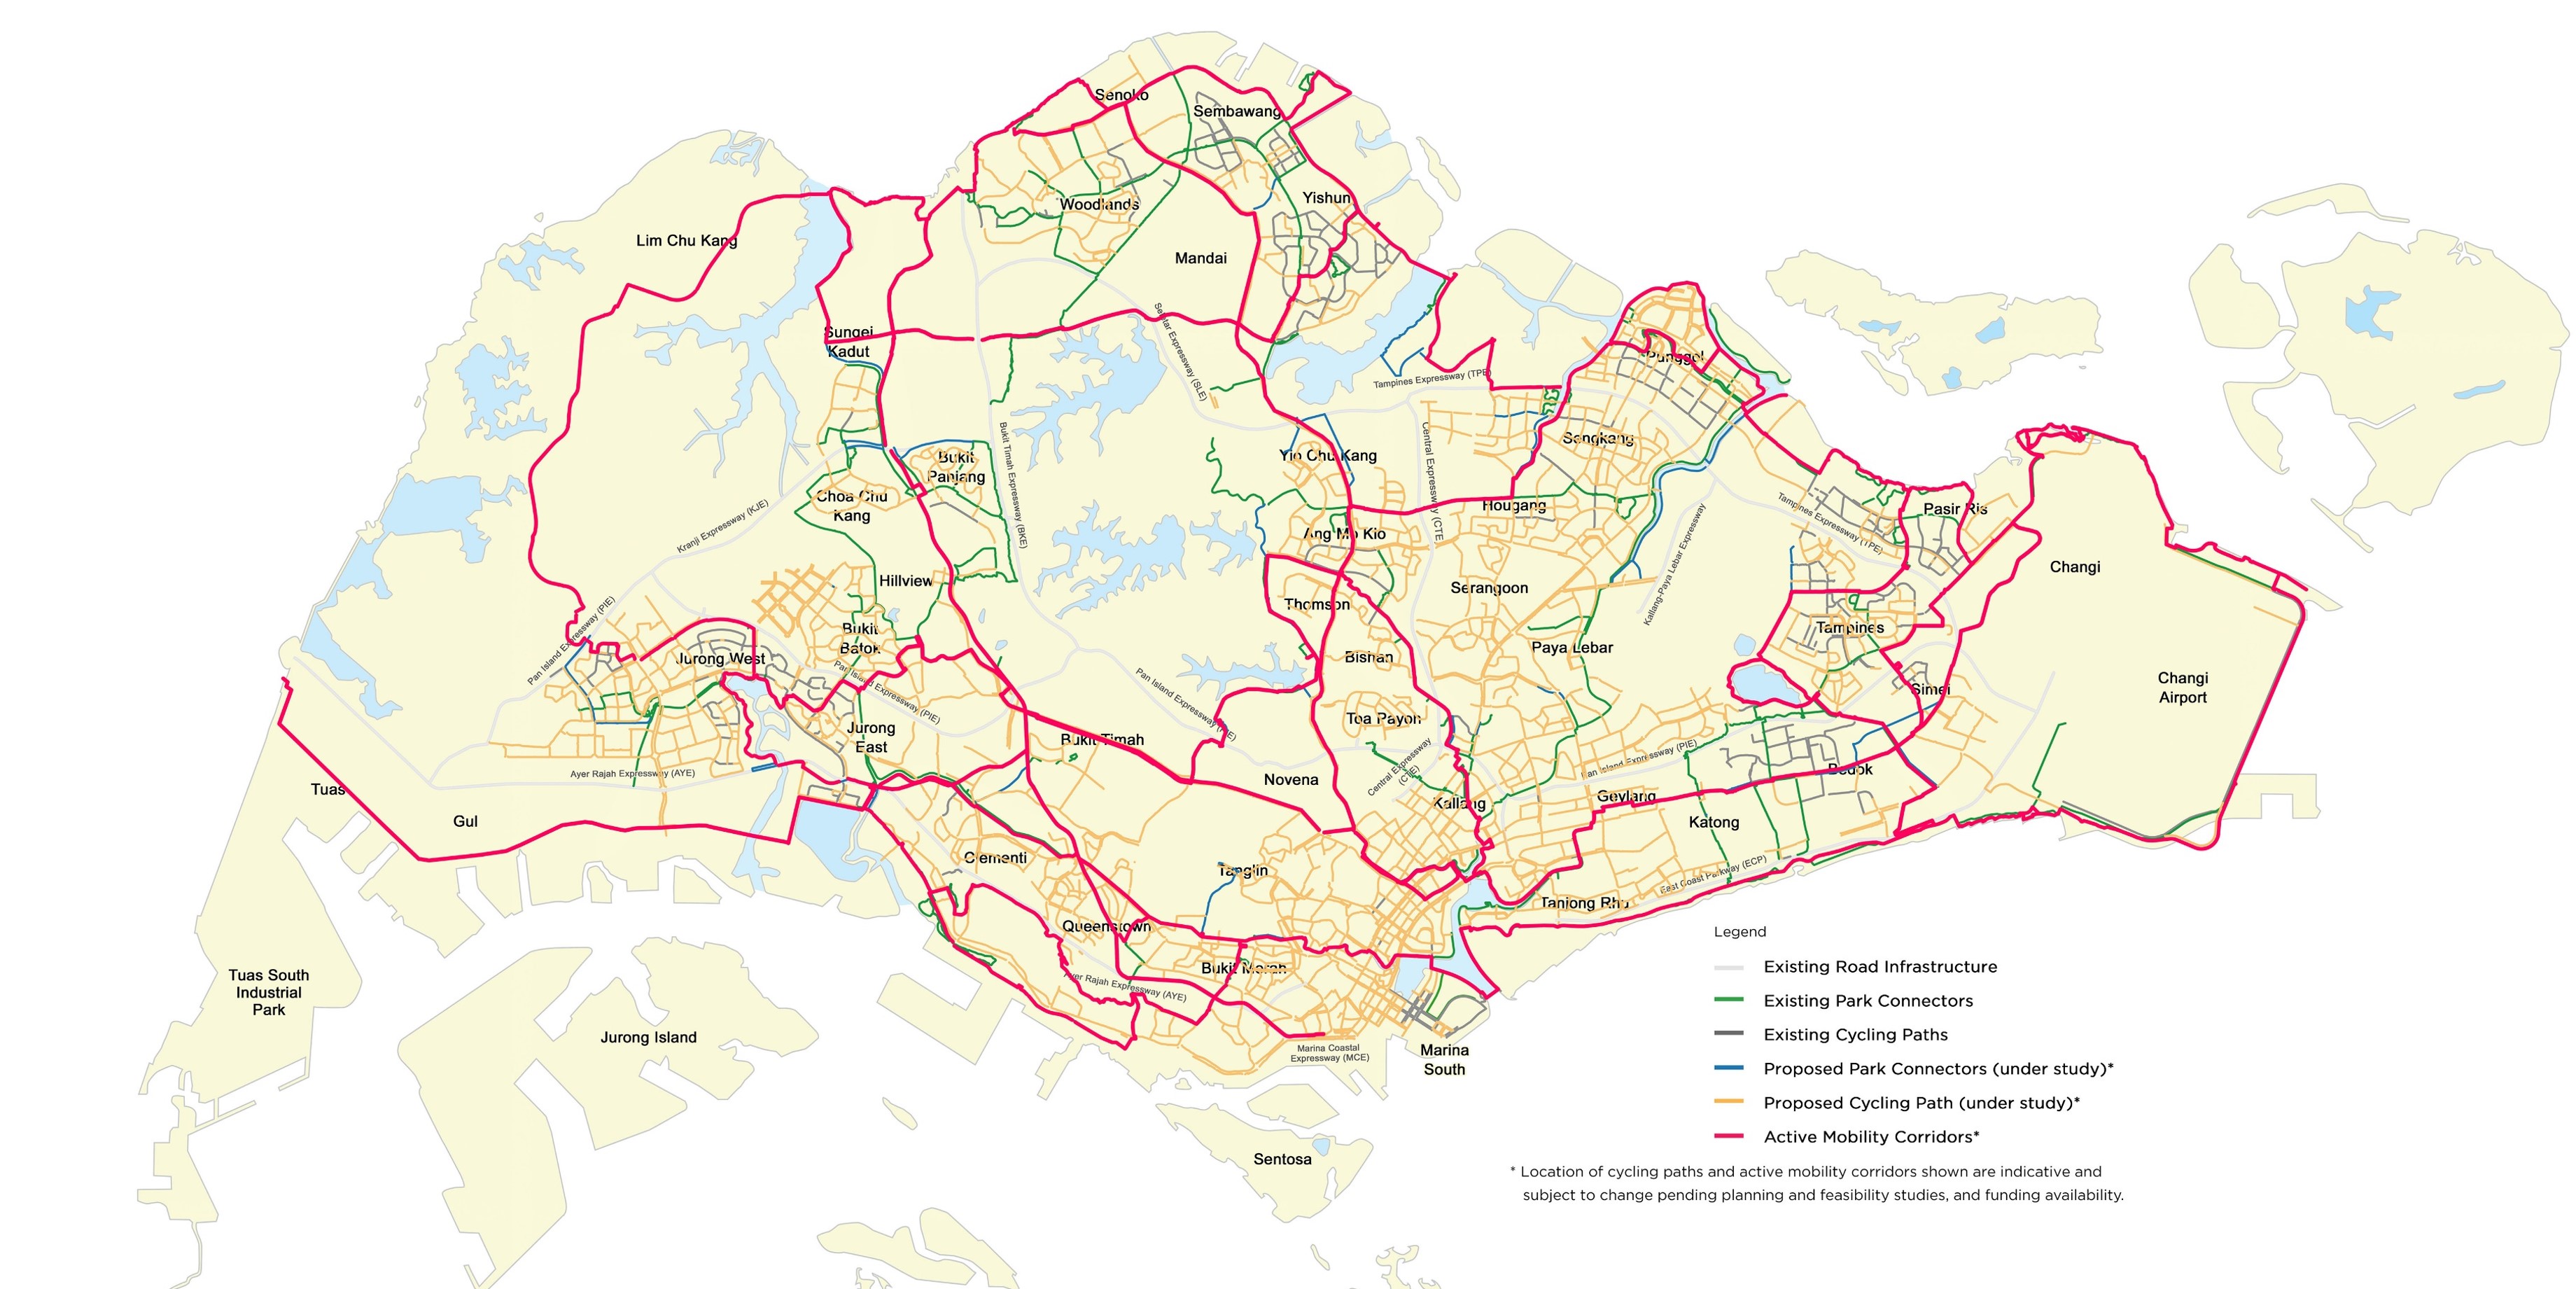 Senoko
Sembawang
Woodlands
Yishun
Lim Chu Kang
Mandai
Sungei
Kadut
Seletar Expressway (SLE)
Punggol
Tampines Expressway (TPE)
Sengkang
Central Expressway (CTE
Yio Chu Kang
Bukit
Panjang
Bukit Timah Expressway (BKE)
Choa Chu
Kang
Kranji Expressway (KJE)
Hougang
Ang Mo Kio
Pasir Ris
Tampines Expressway (TPE)
Kallang-Paya Lebar Expressway
Changi
Hillview
Serangoon
Thomson
Tampines
Bukit
Batok
Pan Island Expressway (PIE)
Jurong West
Bishan
Paya Lebar
Pan Island Expressway (PIE)
Pan Island Expressway (PIE)
Simei
Changi
Airport
Toa Payoh
Jurong
East
Bukit Timah
Central Expressway
(CTE)
Pan Island Expressway (PIE)
Bedok
Ayer Rajah Expressway (AYE)
Novena
Tuas
Gul
Kallang
Geylang
Katong
Clementi
Tanglin
East Coast Parkway (ECP)
Tanjong Rhu
Queenstown
Bukit Merah
Ayer Rajah Expressway (AYE)
Tuas South
Industrial
Park
Jurong Island
Marina Coastal
Expressway (MCE)
Marina
South
Sentosa
Legend
Existing Road Infrastructure
Existing Park Connectors
Existing Cycling Paths
Proposed Park Connectors (under study)*
Proposed Cycling Path (under study)*
Active Mobility Corridors*
* Location of cycling paths and active mobility corridors shown are indicative and
subject to change pending planning and feasibility studies, and funding availability.